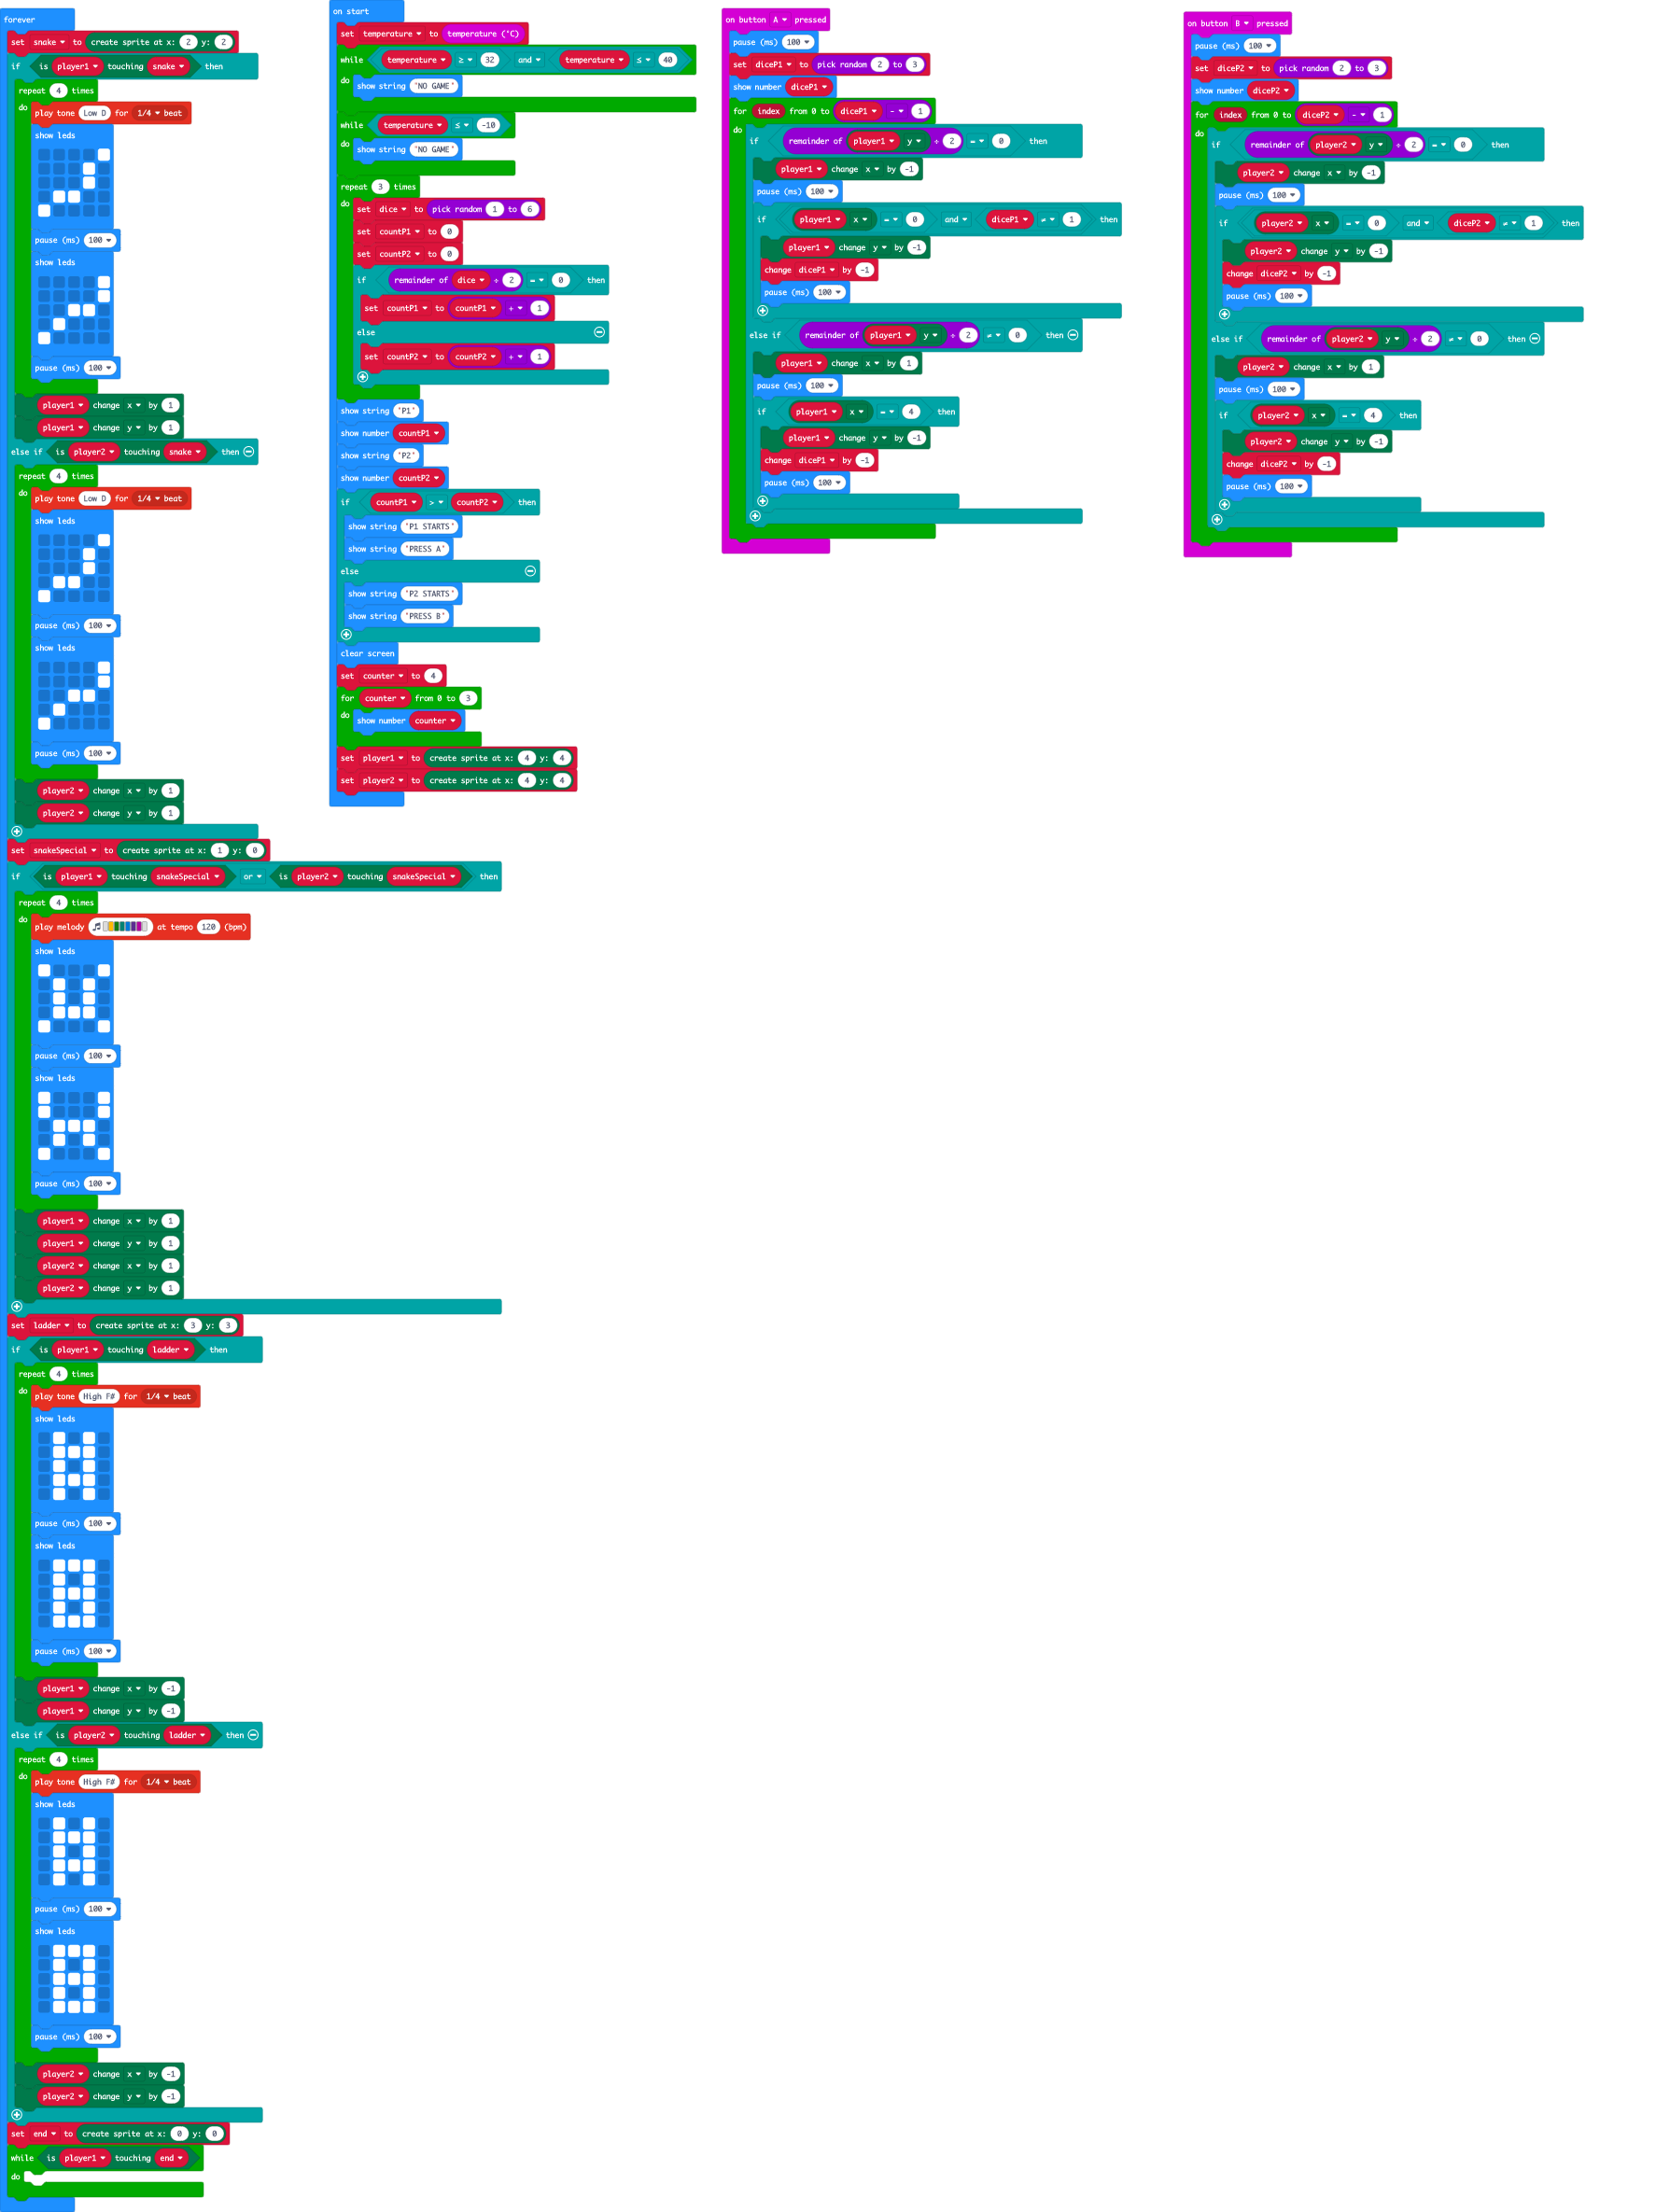 forever
set snake to create sprite at x: 2 y: 2
if is player1 touching snake then
repeat 4 times
do
play tone Low D for 1/4 beat
show leds
pause (ms) 100
show leds
pause (ms) 100
player1 change x by 1
player1 change y by 1
else if is player2 touching snake then
repeat 4 times
do
play tone Low D for 1/4 beat
show leds
pause (ms) 100
show leds
pause (ms) 100
player2 change x by 1
player2 change y by 1
set snakeSpecial to create sprite at x: 1 y: 0
if is player1 touching snakeSpecial or is player2 touching snakeSpecial then
repeat 4 times
do
play melody at tempo 120 (bpm)
show leds
pause (ms) 100
show leds
pause (ms) 100
player1 change x by 1
player1 change y by 1
player2 change x by 1
player2 change y by 1
set ladder to create sprite at x: 3 y: 3
if is player1 touching ladder then
repeat 4 times
do
play tone High F# for 1/4 beat
show leds
pause (ms) 100
show leds
pause (ms) 100
player1 change x by -1
player1 change y by -1
else if is player2 touching ladder then
repeat 4 times
do
play tone High F# for 1/4 beat
show leds
pause (ms) 100
show leds
pause (ms) 100
player2 change x by -1
player2 change y by -1
set end to create sprite at x: 0 y: 0
while is player1 touching end
do
on start
set temperature to temperature (°C)
while temperature ≥ 32 and temperature ≤ 40
do
show string "NO GAME"
while temperature ≤ -10
do
show string "NO GAME"
repeat 3 times
do
set dice to pick random 1 to 6
set countP1 to 0
set countP2 to 0
if remainder of dice ÷ 2 = 0 then
set countP1 to countP1 + 1
else
set countP2 to countP2 + 1
show string "P1"
show number countP1
show string "P2"
show number countP2
if countP1 > countP2 then
show string "P1 STARTS"
show string "PRESS A"
else
show string "P2 STARTS"
show string "PRESS B"
clear screen
set counter to 4
for counter from 0 to 3
do
show number counter
set player1 to create sprite at x: 4 y: 4
set player2 to create sprite at x: 4 y: 4
on button A pressed
pause (ms) 100
set diceP1 to pick random 2 to 3
show number diceP1
for index from 0 to diceP1 - 1
do
if remainder of player1 y ÷ 2 = 0 then
player1 change x by -1
pause (ms) 100
if player1 x = 0 and diceP1 ≠ 1 then
player1 change y by -1
change diceP1 by -1
pause (ms) 100
else if remainder of player1 y ÷ 2 ≠ 0 then
player1 change x by 1
pause (ms) 100
if player1 x = 4 then
player1 change y by -1
change diceP1 by -1
pause (ms) 100
on button B pressed
pause (ms) 100
set diceP2 to pick random 2 to 3
show number diceP2
for index from 0 to diceP2 - 1
do
if remainder of player2 y ÷ 2 = 0 then
player2 change x by -1
pause (ms) 100
if player2 x = 0 and diceP2 ≠ 1 then
player2 change y by -1
change diceP2 by -1
pause (ms) 100
else if remainder of player2 y ÷ 2 ≠ 0 then
player2 change x by 1
pause (ms) 100
if player2 x = 4 then
player2 change y by -1
change diceP2 by -1
pause (ms) 100